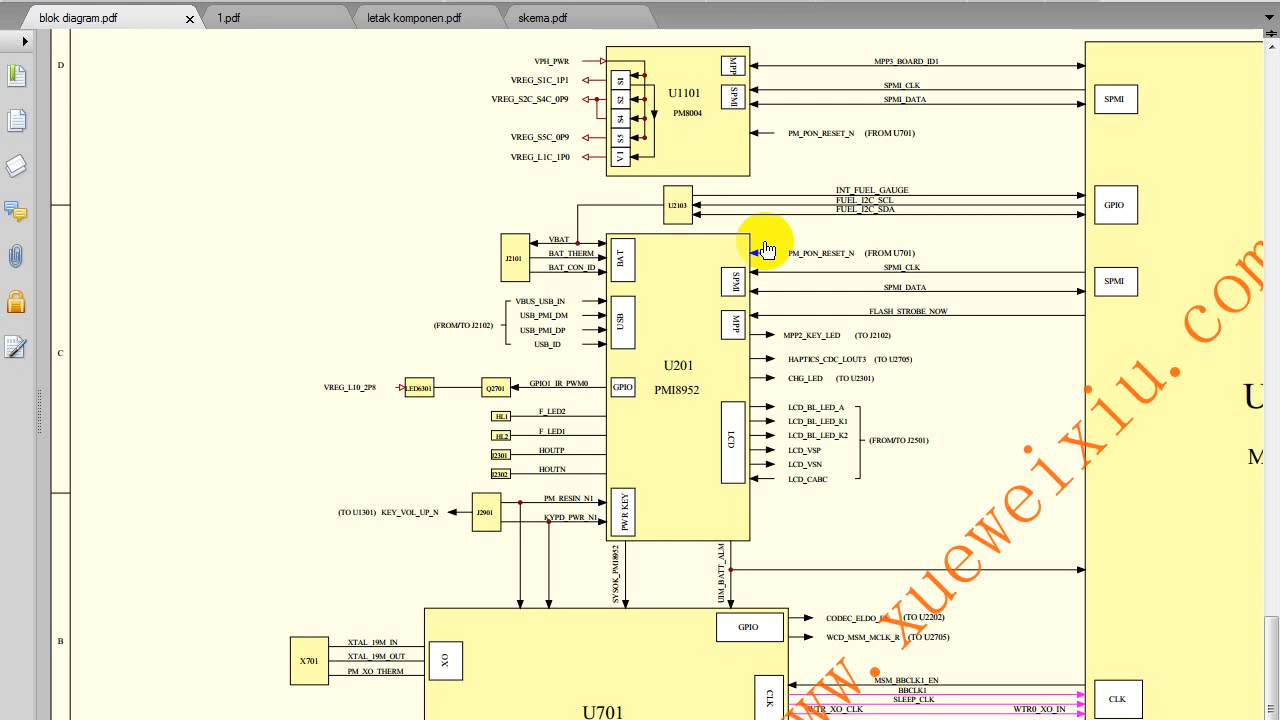 blok diagram.pdf
1.pdf
letak komponen.pdf
skema.pdf
D
VPH_PWR
VREG_S1C_1P1
VREG_S2C_S4C_0P9
VREG_S5C_0P9
VREG_L1C_1P0
S1
S2
S4
S5
V1
U1101
PM8004
MPP
SPMI
MPP3_BOARD_ID1
SPMI_CLK
SPMI_DATA
PM_PON_RESET_N (FROM U701)
SPMI
U2103
INT_FUEL_GAUGE
FUEL_I2C_SCL
FUEL_I2C_SDA
GPIO
J2101
VBAT
BAT_THERM
BAT_CON_ID
BAT
PM_PON_RESET_N (FROM U701)
SPMI_CLK
SPMI_DATA
SPMI
SPMI
C
(FROM/TO J2102)
VBUS_USB_IN
USB_PMI_DM
USB_PMI_DP
USB_ID
USB
MPP
FLASH_STROBE_NOW
MPP2_KEY_LED (TO J2102)
HAPTICS_CDC_LOUT3 (TO U2705)
CHG_LED (TO U2301)
U201
PMI8952
VREG_L10_2P8
LED6301
Q2701
GPIO1_IR_PWM0
GPIO
HL1
F_LED2
HL2
F_LED1
J2301
HOUTP
J2302
HOUTN
LCD
LCD_BL_LED_A
LCD_BL_LED_K1
LCD_BL_LED_K2
LCD_VSP
LCD_VSN
LCD_CABC
(FROM/TO J2501)
(TO U1301) KEY_VOL_UP_N
J2901
PM_RESIN_N1
KYPD_PWR_N1
PWR KEY
SYSOK_PMI8952
UIM_BATT_ALM
B
X701
XTAL_19M_IN
XTAL_19M_OUT
PM_XO_THERM
XO
U701
GPIO
(TO U2202)
WCD_MSM_MCLK_R (TO U2705)
CLK
MSM_BBCLK1_EN
BBCLK1
SLEEP_CLK
WTR_XO_CLK
WTR0_XO_IN
CLK
U
M
www.xueweixiu.com